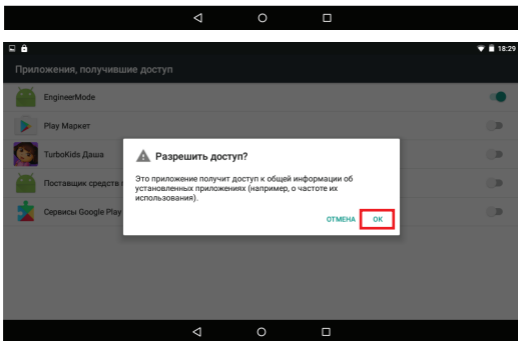 18:29
Приложения, получившие доступ
EngineerMode
Play Маркет
TurboKids Даша
Разрешить доступ?
Это приложение получит доступ к общей информации об
установленных приложениях (например, о частоте их
использования).
Поставщик средств
Сервисы Google Play
ОТМЕНА ОК